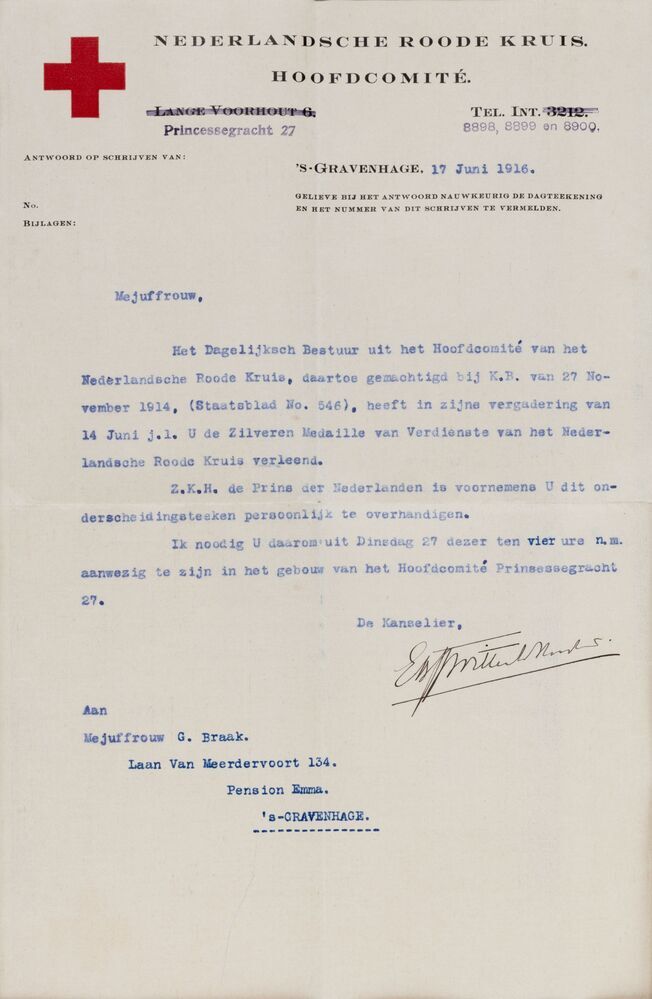 NEDERLANDSCHE ROODE KRUIS.
HOOFDCOMITÉ.
LANGE VOORHOUT 6.
Princessegracht 27
TEL. INT. 3212.
8898, 8899 en 8900.
ANTWOORD OP SCHRIJVEN VAN:
'S-GRAVENHAGE, 17 Juni 1916.
No.
BIJLAGEN:
GELIEVE BIJ HET ANTWOORD NAUWKEURIG DE DAGTEEKENING
EN HET NUMMER VAN DIT SCHRIJVEN TE VERMELDEN.
Mejuffrouw,
Het Dagelijksch Bestuur uit het Hoofdcomité van het
Nederlandsche Roode Kruis, daartoe gemachtigd bij K.B. van 27 No-
vember 1914, (Staatsblad No. 546), heeft in zijne vergadering van
14 Juni j.l. U de Zilveren Medaille van Verdienste van het Neder-
landsche Roode Kruis verleend.
Z.K.H. de Prins der Nederlanden is voornemens U dit on-
derscheidingsteeken persoonlijk te overhandigen.
Ik noodig U daarom uit Dinsdag 27 dezer ten vier ure n.m.
aanwezig te zijn in het gebouw van het Hoofdcomité Prinsessegracht
27.
De Kanselier,
Aan
Mejuffrouw G. Braak.
Laan Van Meerdervoort 134.
Pension Emma.
's-GRAVENHAGE.